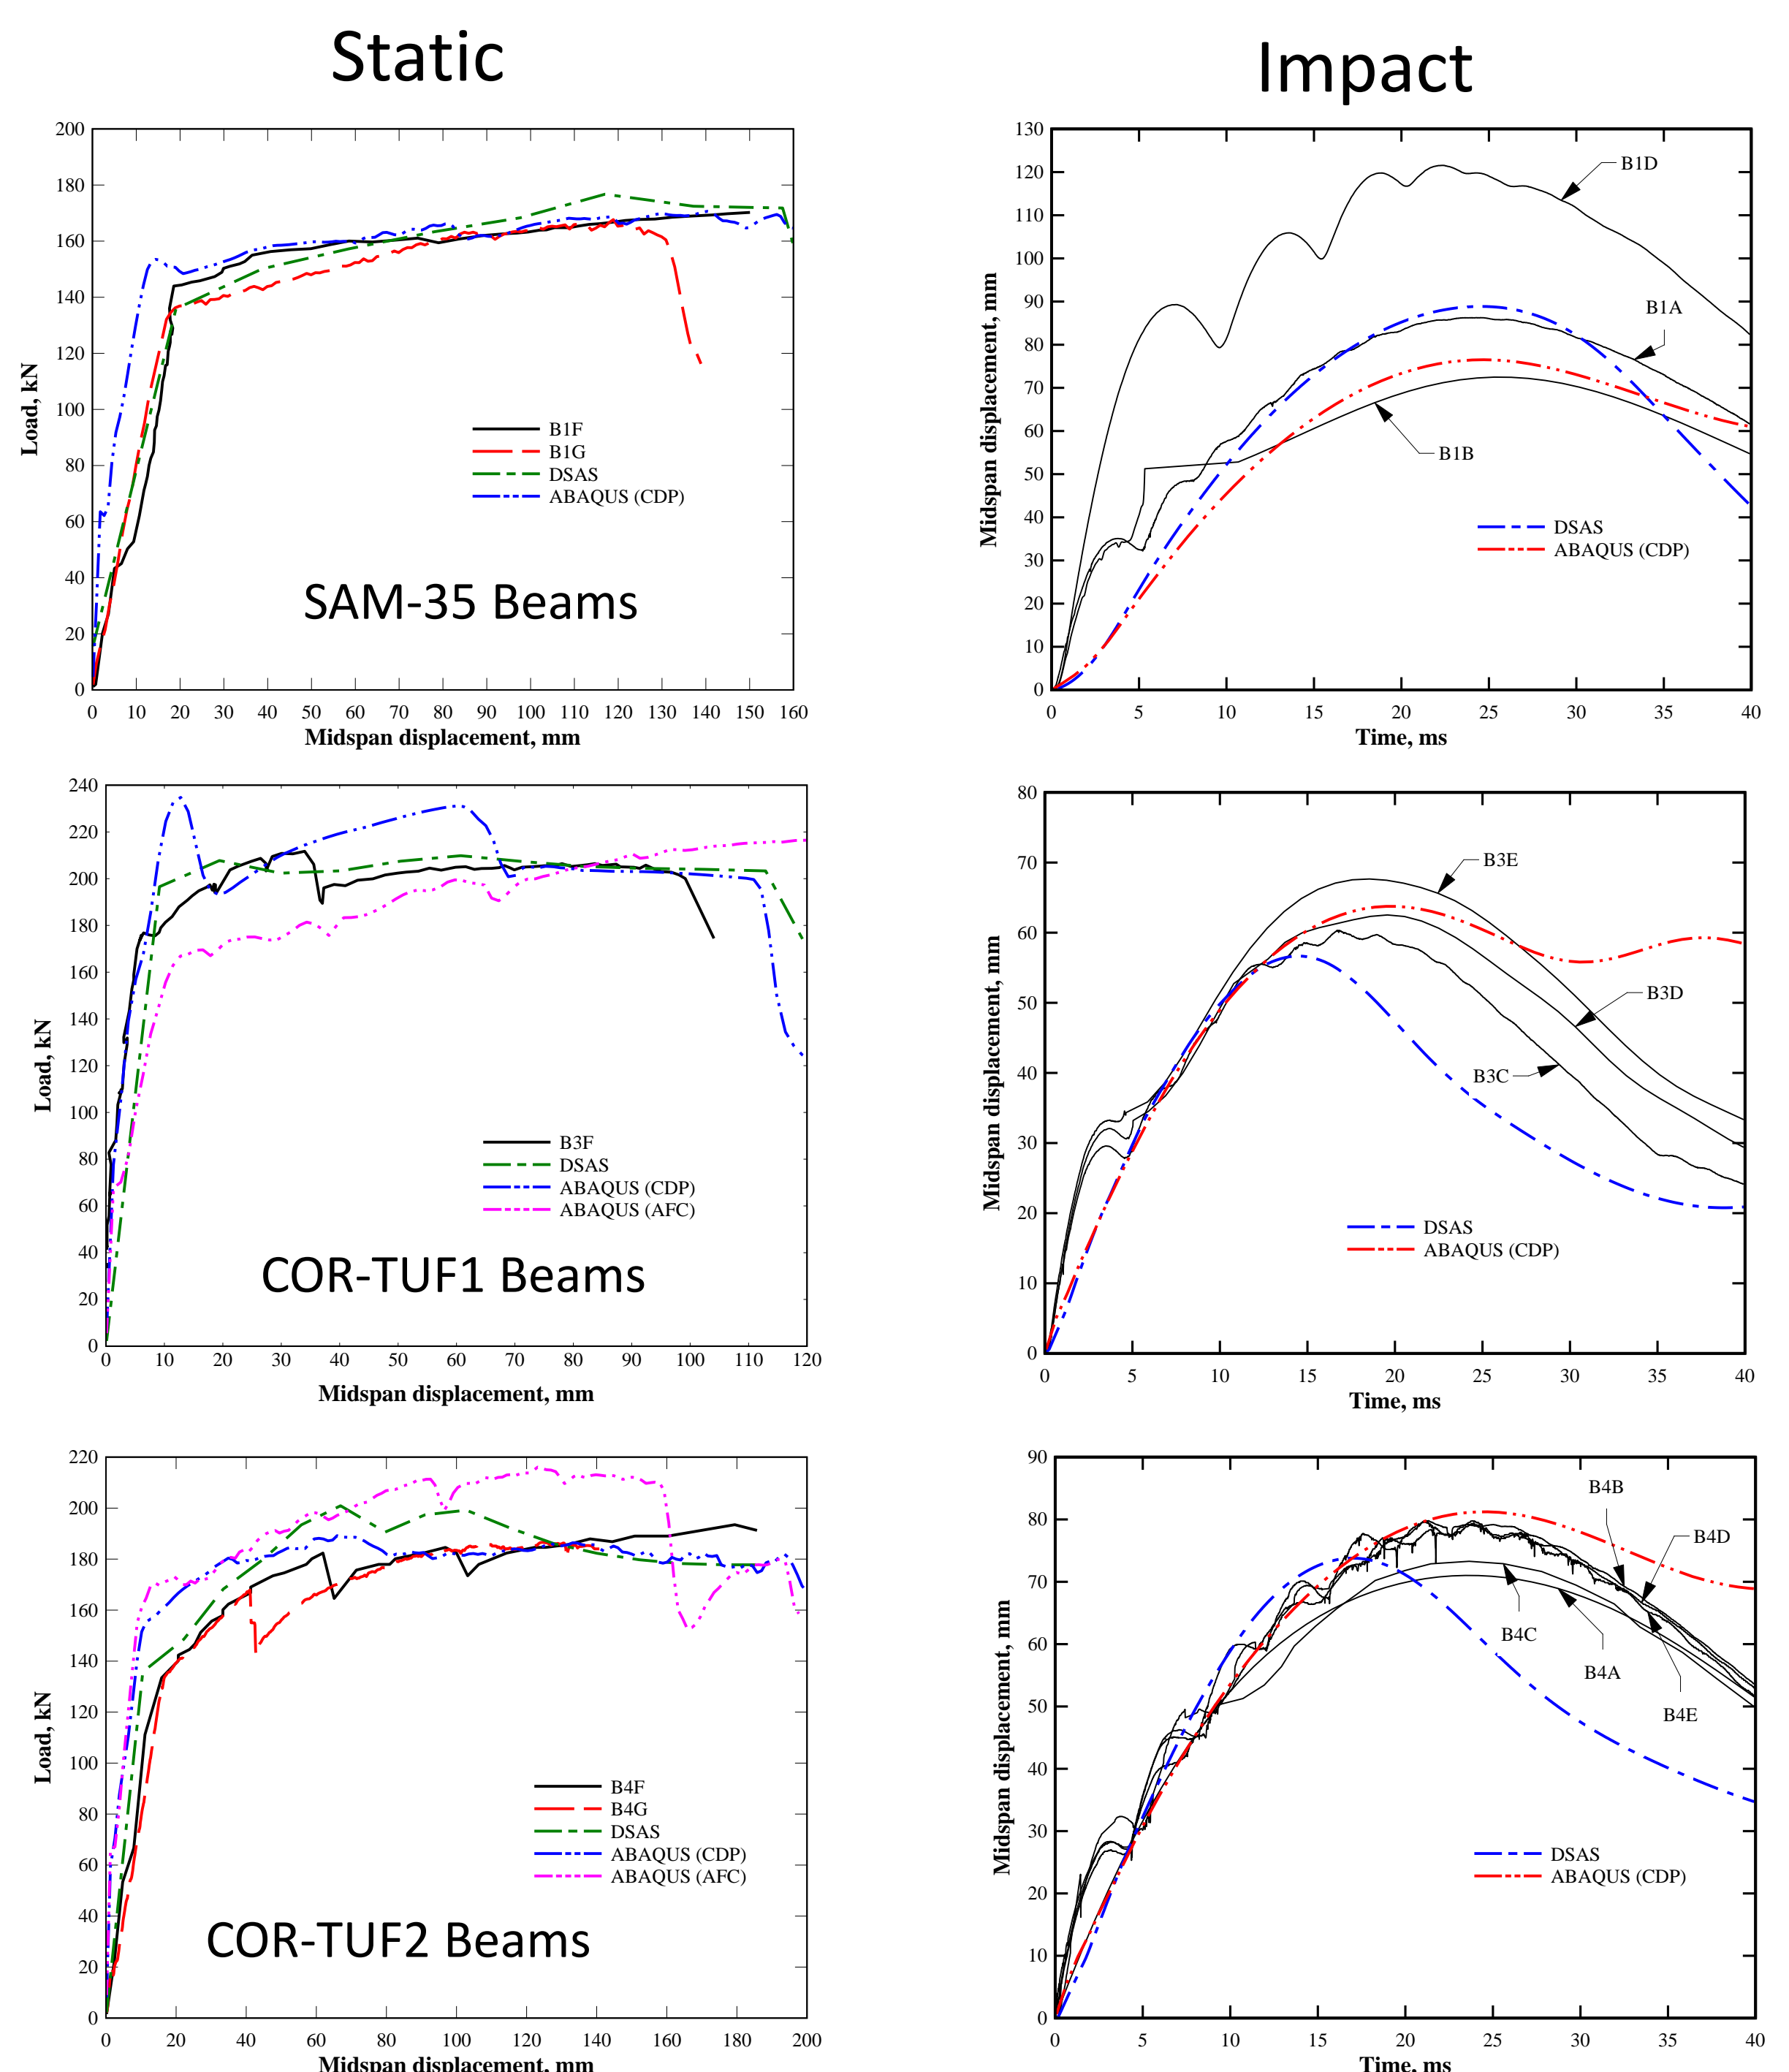 Static
Impact
200
180
160
140
120
100
80
60
40
20
0
Load, kN
0 10 20 30 40 50 60 70 80 90 100 110 120 130 140 150 160
Midspan displacement, mm
B1F
B1G
DSAS
ABAQUS (CDP)
SAM-35 Beams
130
120
110
100
90
80
70
60
50
40
30
20
10
0
Midspan displacement, mm
0 5 10 15 20 25 30 35 40
Time, ms
B1D
B1A
B1B
DSAS
ABAQUS (CDP)
240
220
200
180
160
140
120
100
80
60
40
20
0
Load, kN
0 10 20 30 40 50 60 70 80 90 100 110 120
Midspan displacement, mm
B3F
DSAS
ABAQUS (CDP)
ABAQUS (AFC)
COR-TUF1 Beams
80
70
60
50
40
30
20
10
0
Midspan displacement, mm
0 5 10 15 20 25 30 35 40
Time, ms
B3E
B3D
B3C
DSAS
ABAQUS (CDP)
220
200
180
160
140
120
100
80
60
40
20
0
Load, kN
0 20 40 60 80 100 120 140 160 180 200
Midspan displacement, mm
B4F
B4G
DSAS
ABAQUS (CDP)
ABAQUS (AFC)
COR-TUF2 Beams
90
80
70
60
50
40
30
20
10
0
Midspan displacement, mm
0 5 10 15 20 25 30 35 40
Time, ms
B4B
B4D
B4C
B4A
B4E
DSAS
ABAQUS (CDP)